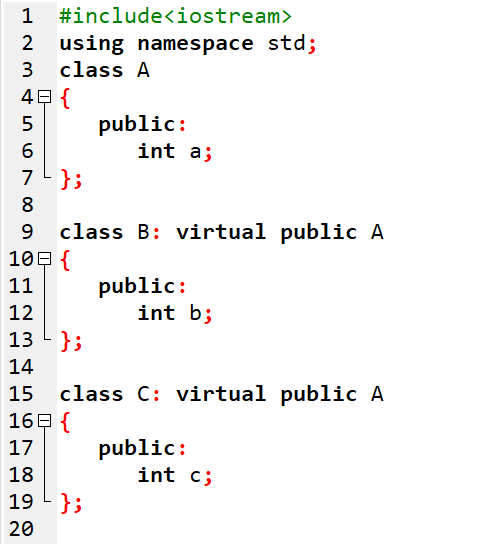 1 #include<iostream>
2 using namespace std;
3 class A
4 {
5 public:
6 int a;
7 };
8
9 class B: virtual public A
10 {
11 public:
12 int b;
13 };
14
15 class C: virtual public A
16 {
17 public:
18 int c;
19 };
20